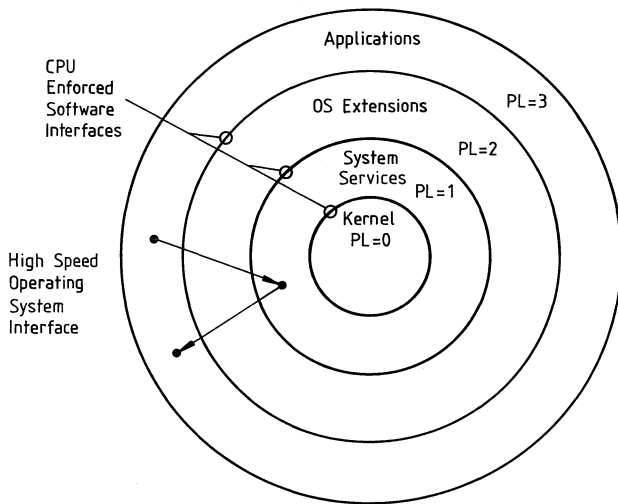 Applications
CPU
Enforced
Software
Interfaces
PL=3
OS Extensions
PL=2
System
Services
PL=1
Kernel
PL=0
High Speed
Operating
System
Interface